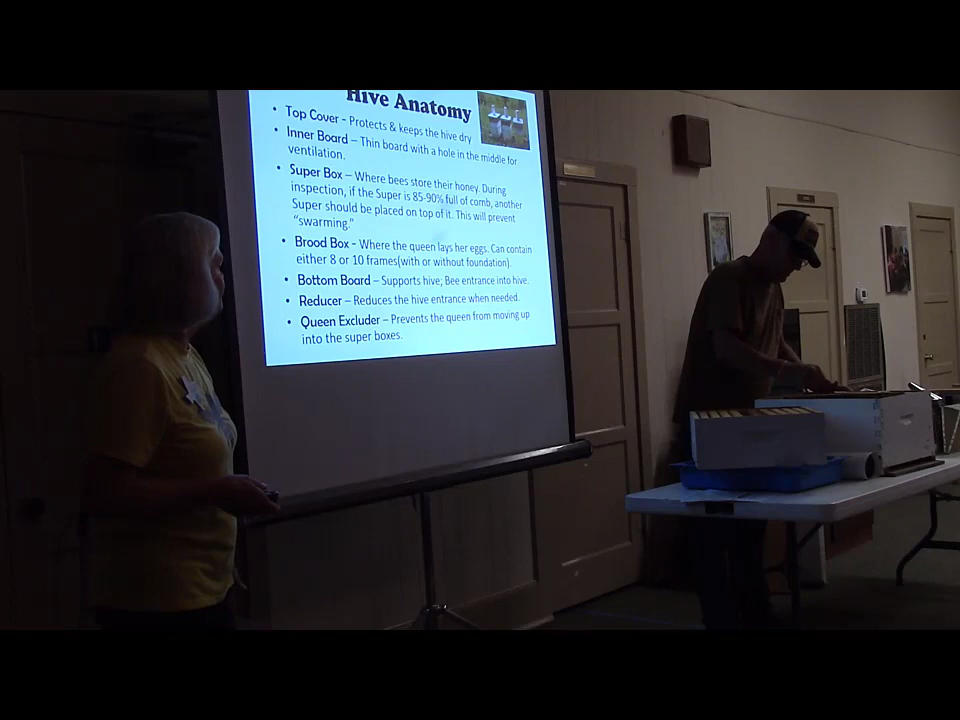 Hive Anatomy
• Top Cover - Protects & keeps the hive dry
• Inner Board – Thin board with a hole in the middle for
ventilation.
• Super Box – Where bees store their honey. During
inspection, if the Super is 85-90% full of comb, another
Super should be placed on top of it. This will prevent
“swarming.”
• Brood Box - Where the queen lays her eggs. Can contain
either 8 or 10 frames(with or without foundation).
• Bottom Board – Supports hive; Bee entrance into hive.
• Reducer – Reduces the hive entrance when needed.
• Queen Excluder – Prevents the queen from moving up
into the super boxes.